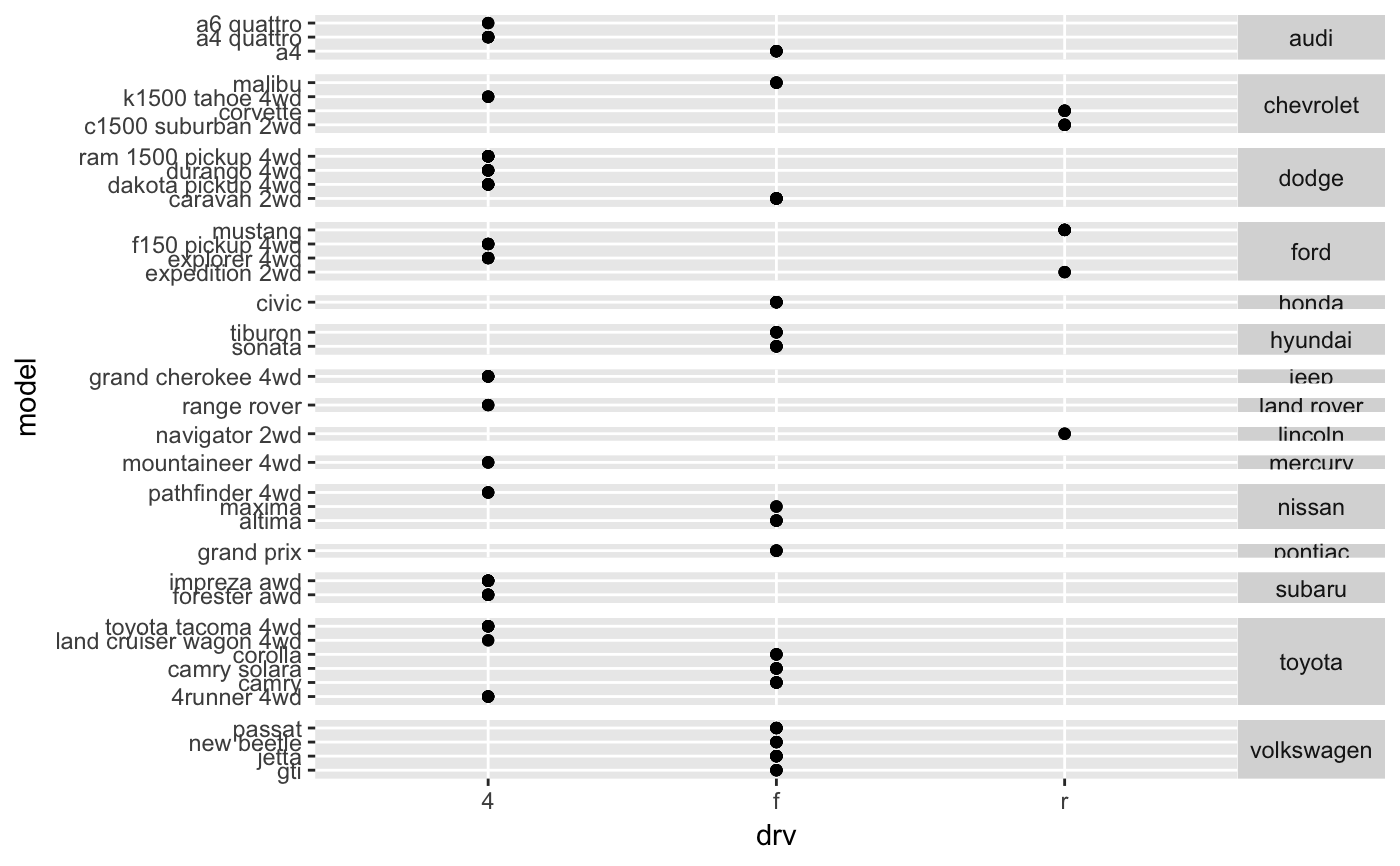 a6 quattro
a4 quattro
a4
audi
malibu
k1500 tahoe 4wd
corvette
c1500 suburban 2wd
chevrolet
ram 1500 pickup 4wd
durango 4wd
dakota pickup 4wd
caravan 2wd
dodge
mustang
f150 pickup 4wd
explorer 4wd
expedition 2wd
ford
civic
honda
tiburon
sonata
hyundai
grand cherokee 4wd
jeep
range rover
land rover
navigator 2wd
lincoln
mountaineer 4wd
mercury
pathfinder 4wd
maxima
altima
nissan
grand prix
pontiac
impreza awd
forester awd
subaru
toyota tacoma 4wd
land cruiser wagon 4wd
corolla
camry solara
camry
4runner 4wd
toyota
passat
new beetle
jetta
gti
volkswagen
model
4 f r
drv